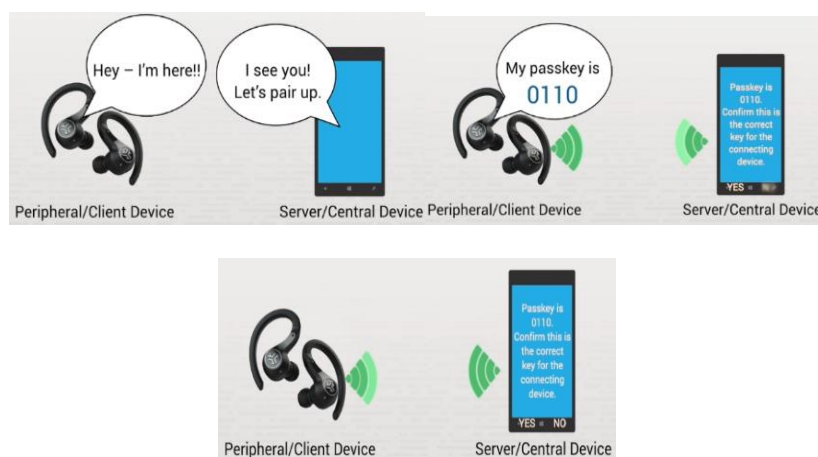 Hey – I'm here!!
I see you!
Let's pair up.
Peripheral/Client Device
Server/Central Device
My passkey is
0110
Passkey is
0110.
Confirm this is
the correct
key for the
connecting
device.
YES
Peripheral/Client Device
Server/Central Device
Passkey is
0110.
Confirm this is
the correct
key for the
connecting
device.
YES NO
Peripheral/Client Device
Server/Central Device